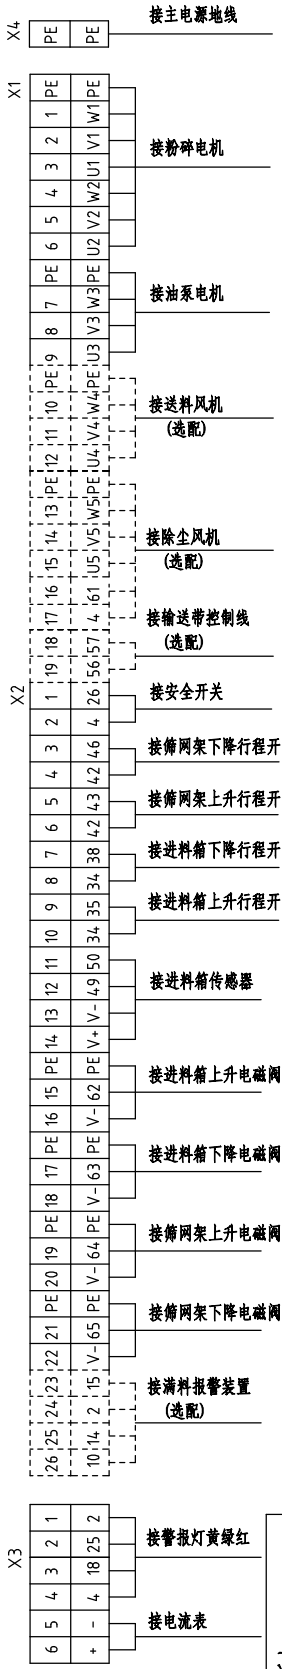 X4
PE PE
接主电源地线
X1
PE PE
1 W1
2 V1
3 U1
4 W2
5 V2
6 U2
接粉碎电机
PE PE
7 W3
8 V3
9 U3
接油泵电机
PE PE
10 W4
11 V4
12 U4
接送料风机
(选配)
PE PE
13 W5
14 V5
15 U5
16 61
17 4
接除尘风机
(选配)
接输送带控制线
(选配)
18 57
19 56
X2
1 26
2 4
接安全开关
3 46
4 42
接筛网架下降行程开
5 43
6 42
接筛网架上升行程开
7 38
8 34
接进料箱下降行程开
9 35
10 34
接进料箱上升行程开
11 50
12 49
13 V-
14 V+
接进料箱传感器
PE PE
15 62
16 V-
接进料箱上升电磁阀
PE PE
17 63
18 V-
接进料箱下降电磁阀
PE PE
19 64
20 V-
接筛网架上升电磁阀
PE PE
21 65
22 V-
接筛网架下降电磁阀
23 15
24 2
25 14
26 10
接满料报警装置
(选配)
X3
1 2
2 25
3 18
4 4
接警报灯黄绿红
5 -
6 +
接电流表